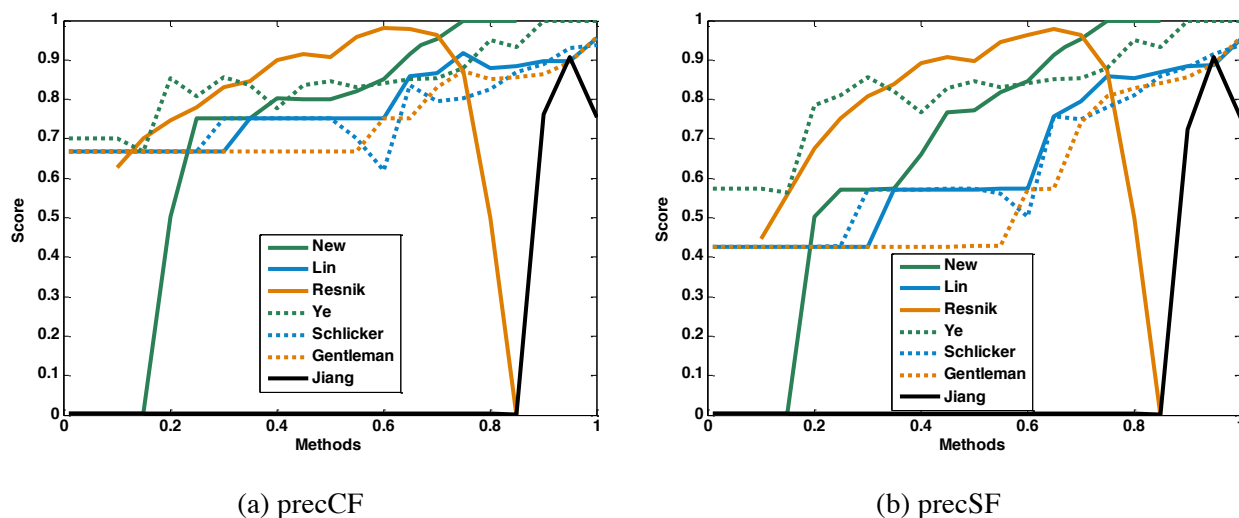 1
0.9
0.8
0.7
0.6
0.5
0.4
0.3
0.2
0.1
0
Score
New
Lin
Resnik
Ye
Schlicker
Gentleman
Jiang
0 0.2 0.4 0.6 0.8 1
Methods
(a) precCF
1
0.9
0.8
0.7
0.6
0.5
0.4
0.3
0.2
0.1
0
Score
New
Lin
Resnik
Ye
Schlicker
Gentleman
Jiang
0 0.2 0.4 0.6 0.8 1
Methods
(b) precSF